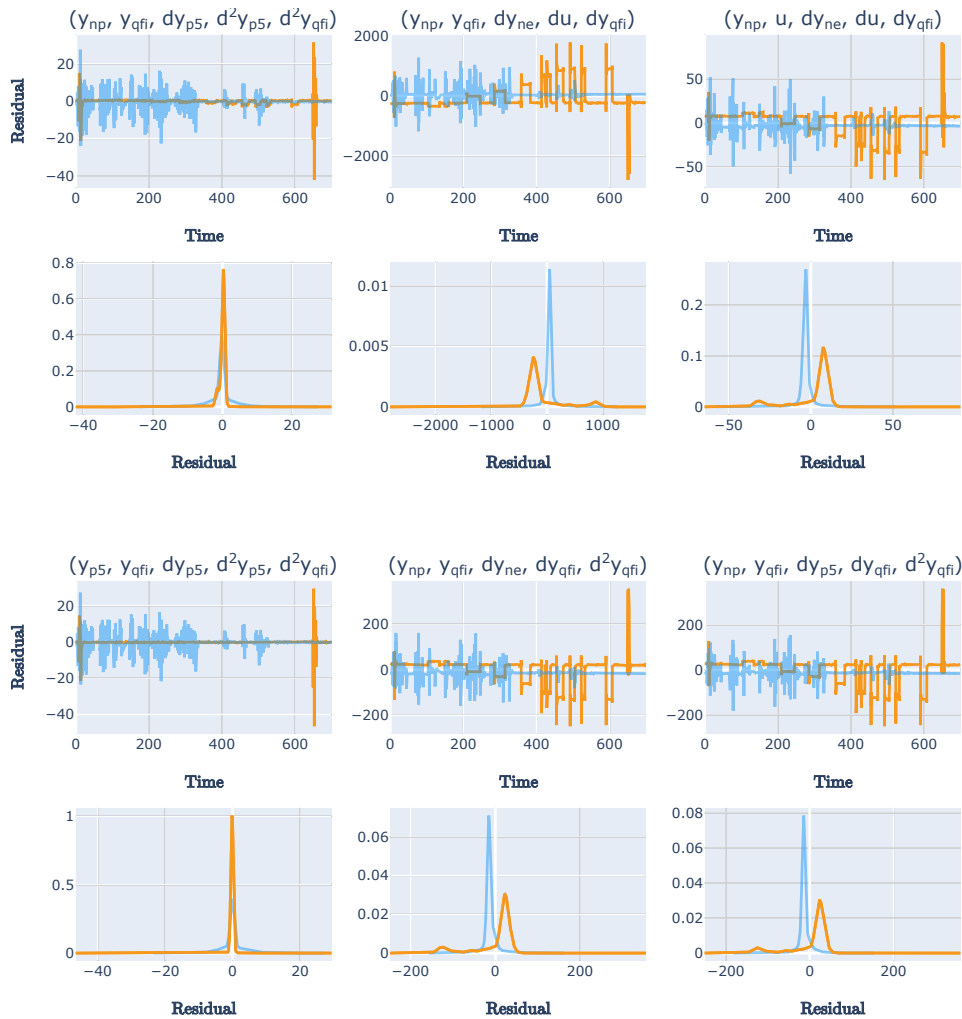 (y_np, y_qfi, dy_p5, d²y_p5, d²y_qfi)
(y_np, y_qfi, dy_ne, du, dy_qfi)
(y_np, u, dy_ne, du, dy_qfi)
Residual
20
0
−20
−40
0 200 400 600
Time
2000
0
−2000
0 200 400 600
Time
50
0
−50
0 200 400 600
Time
0.8
0.6
0.4
0.2
0
−40 −20 0 20
Residual
0.01
0.005
0
−2000 −1000 0 1000
Residual
0.2
0.1
0
−50 0 50
Residual
(y_p5, y_qfi, dy_p5, d²y_p5, d²y_qfi)
(y_np, y_qfi, dy_ne, dy_qfi, d²y_qfi)
(y_np, y_qfi, dy_p5, dy_qfi, d²y_qfi)
Residual
20
0
−20
−40
0 200 400 600
Time
200
0
−200
0 200 400 600
Time
200
0
−200
0 200 400 600
Time
1
0.5
0
−40 −20 0 20
Residual
0.06
0.04
0.02
0
−200 0 200
Residual
0.08
0.06
0.04
0.02
0
−200 0 200
Residual